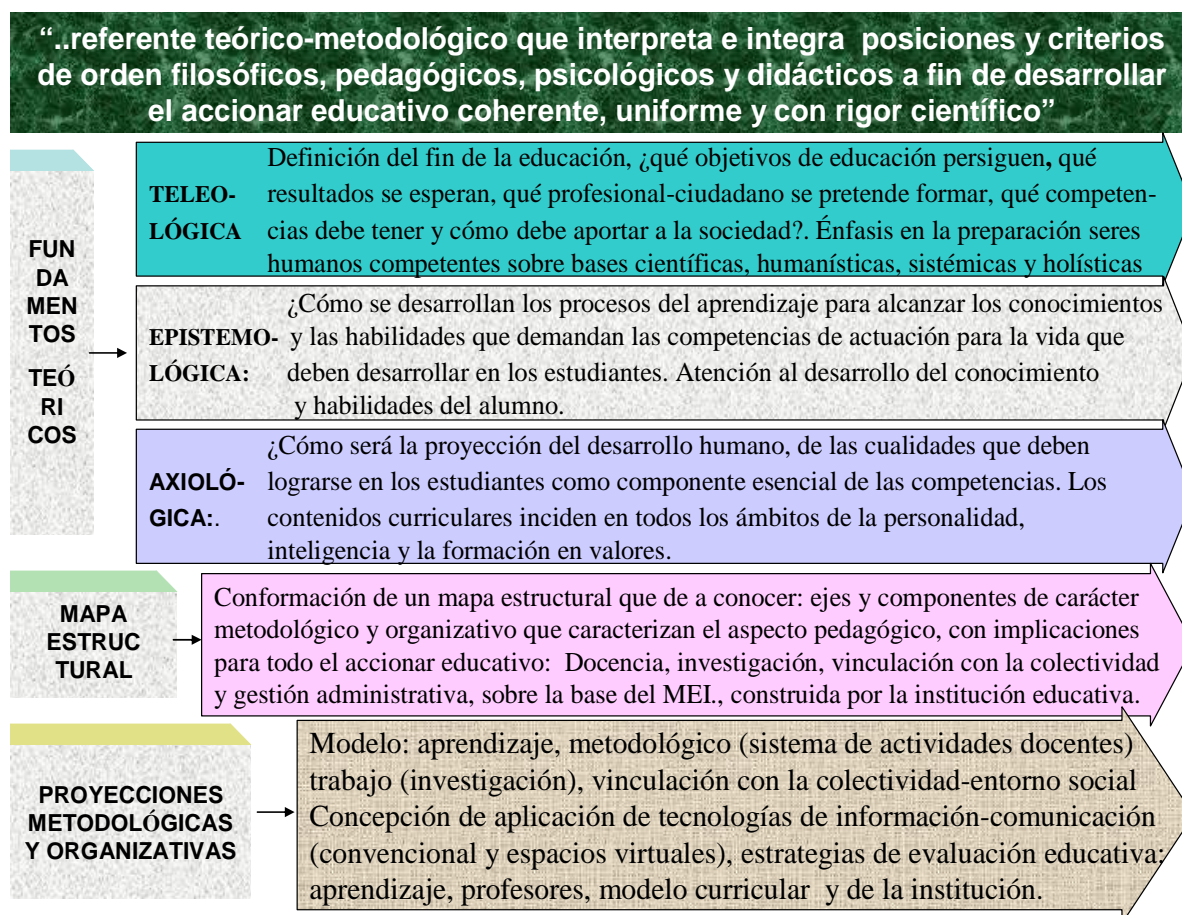 “..referente teórico-metodológico que interpreta e integra posiciones y criterios
de orden filosóficos, pedagógicos, psicológicos y didácticos a fin de desarrollar
el accionar educativo coherente, uniforme y con rigor científico”
FUN
DA
MEN
TOS
TEÓ
RI
COS
TELEO-
LÓGICA
Definición del fin de la educación, ¿qué objetivos de educación persiguen, qué
resultados se esperan, qué profesional-ciudadano se pretende formar, qué competen-
cias debe tener y cómo debe aportar a la sociedad?. Énfasis en la preparación seres
humanos competentes sobre bases científicas, humanísticas, sistémicas y holísticas
EPISTEMO-
LÓGICA:
¿Cómo se desarrollan los procesos del aprendizaje para alcanzar los conocimientos
y las habilidades que demandan las competencias de actuación para la vida que
deben desarrollar en los estudiantes. Atención al desarrollo del conocimiento
y habilidades del alumno.
AXIOLÓ-
GICA:.
¿Cómo será la proyección del desarrollo humano, de las cualidades que deben
lograrse en los estudiantes como componente esencial de las competencias. Los
contenidos curriculares inciden en todos los ámbitos de la personalidad,
inteligencia y la formación en valores.
MAPA
ESTRUC
TURAL
Conformación de un mapa estructural que de a conocer: ejes y componentes de carácter
metodológico y organizativo que caracterizan el aspecto pedagógico, con implicaciones
para todo el accionar educativo: Docencia, investigación, vinculación con la colectividad
y gestión administrativa, sobre la base del MEI., construida por la institución educativa.
PROYECCIONES
METODOLÓGICAS
Y ORGANIZATIVAS
Modelo: aprendizaje, metodológico (sistema de actividades docentes)
trabajo (investigación), vinculación con la colectividad-entorno social
Concepción de aplicación de tecnologías de información-comunicación
(convencional y espacios virtuales), estrategias de evaluación educativa:
aprendizaje, profesores, modelo curricular y de la institución.